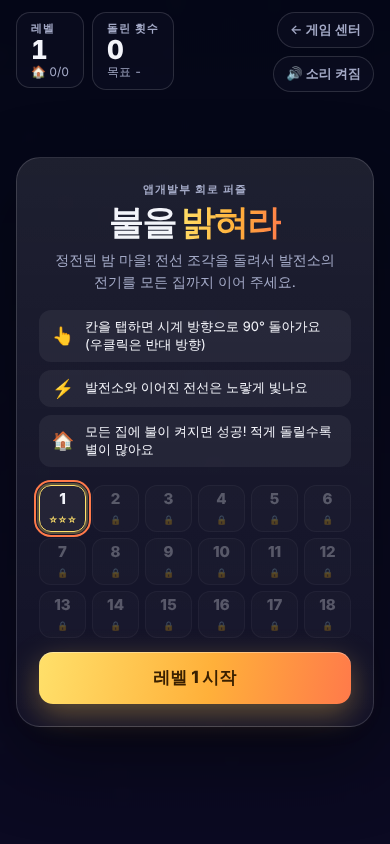 레벨
1
🏠 0/0
돌린 횟수
0
목표 -
← 게임 센터
🔊 소리 켜짐
앱개발부 회로 퍼즐
불을 밝혀라
정전된 밤 마을! 전선 조각을 돌려서 발전소의
전기를 모든 집까지 이어 주세요.
👆 칸을 탭하면 시계 방향으로 90° 돌아가요
(우클릭은 반대 방향)
⚡ 발전소와 이어진 전선은 노랗게 빛나요
🏠 모든 집에 불이 켜지면 성공! 적게 돌릴수록
별이 많아요
1 2 3 4 5 6
☆☆☆ 🔒 🔒 🔒 🔒 🔒
7 8 9 10 11 12
🔒 🔒 🔒 🔒 🔒 🔒
13 14 15 16 17 18
🔒 🔒 🔒 🔒 🔒 🔒
레벨 1 시작